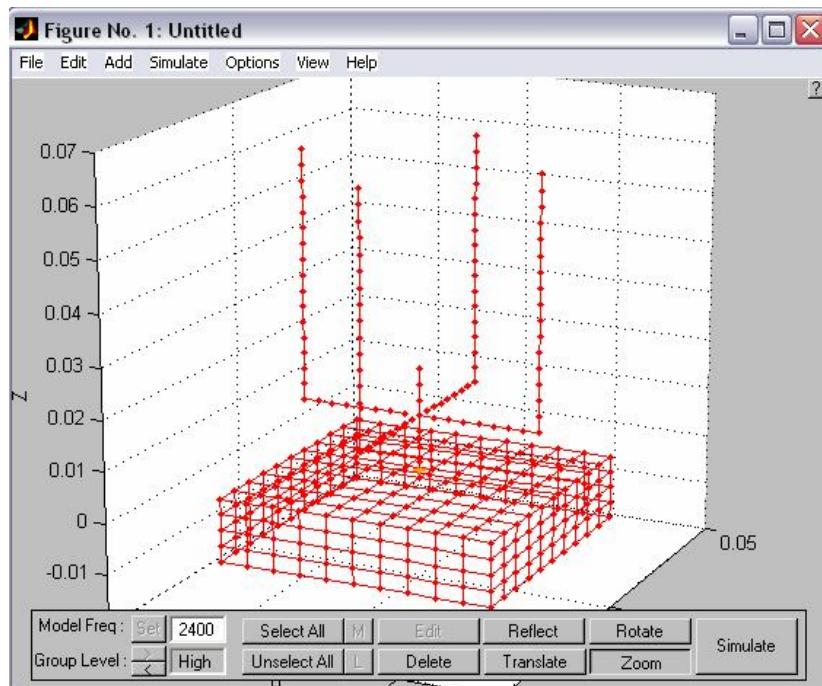 Figure No. 1: Untitled
File Edit Add Simulate Options View Help
?
0.07
0.06
0.05
0.04
0.03
0.02
0.01
0
-0.01
Z
0.05
Model Freq : Set 2400 Select All M Edit Reflect Rotate Simulate
Group Level : > < High Unselect All L Delete Translate Zoom